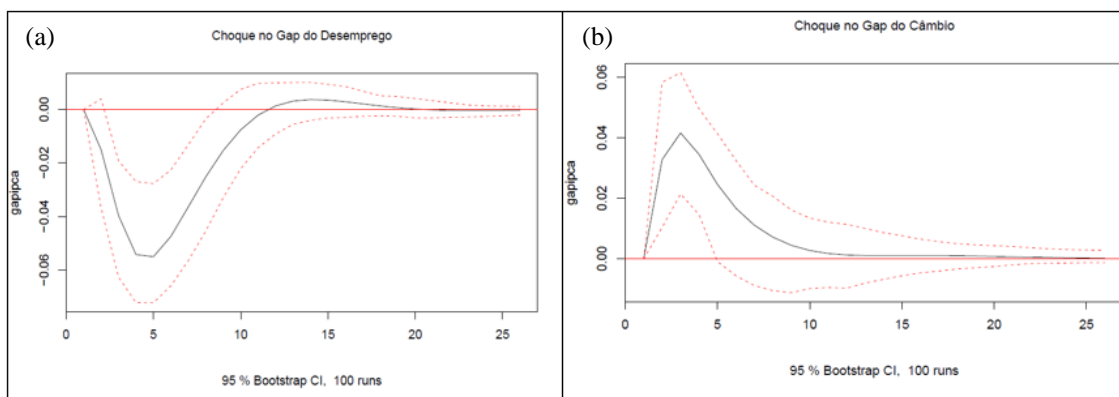 (a)
Choque no Gap do Desemprego
gapipca
0.00
-0.02
-0.04
-0.06
0 5 10 15 20 25
95 % Bootstrap CI, 100 runs
(b)
Choque no Gap do Câmbio
gapipca
0.06
0.04
0.02
0.00
0 5 10 15 20 25
95 % Bootstrap CI, 100 runs